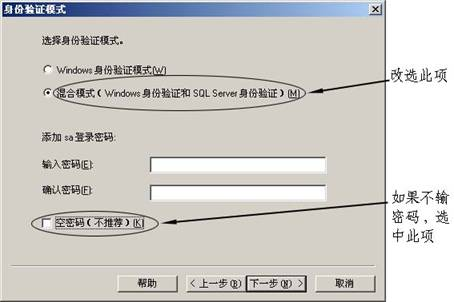 身份验证模式
选择身份验证模式。
Windows 身份验证模式(W)
混合模式（Windows 身份验证和 SQL Server 身份验证）(M)
改选此项
添加 sa 登录密码:
输入密码(E):
确认密码(F):
空密码（不推荐）(K)
如果不输
密码，选
中此项
帮助
< 上一步(B)
下一步(N) >
取消